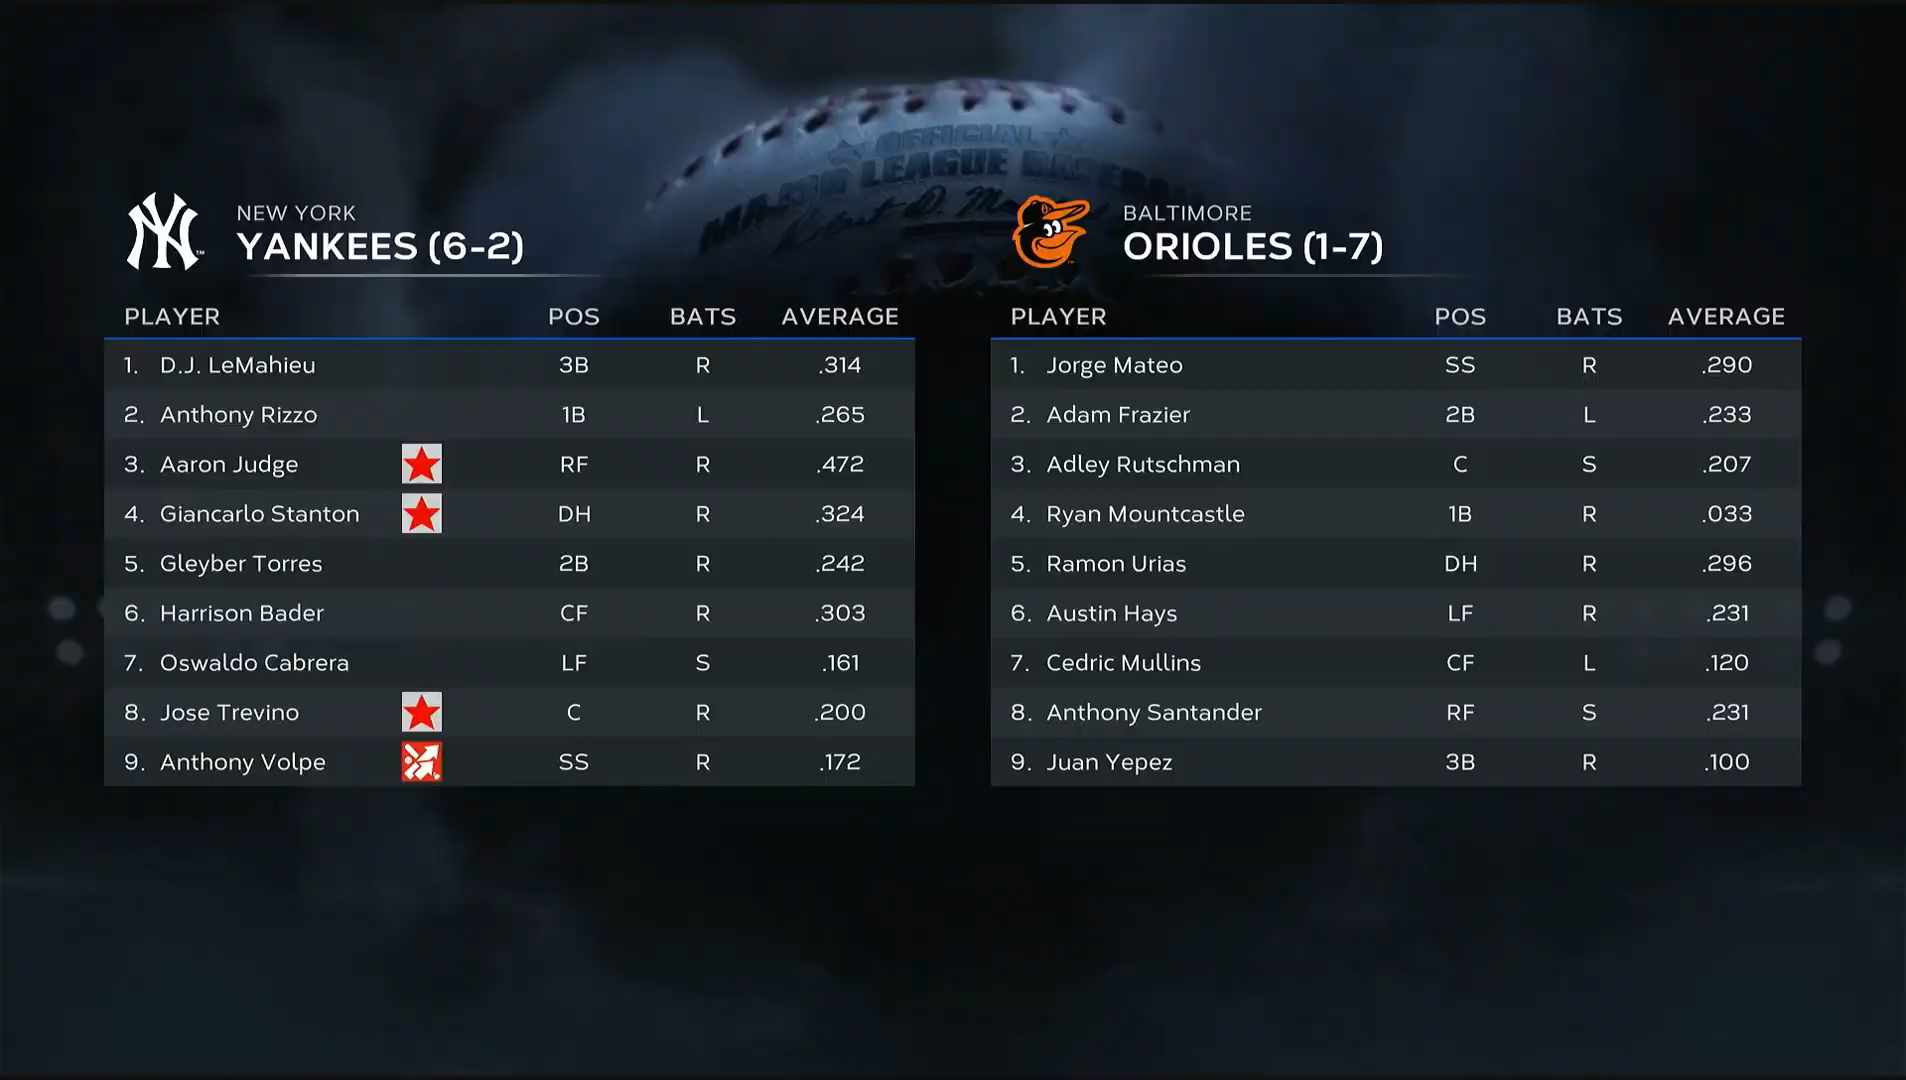 OFFICIAL
MAJOR LEAGUE BASEBALL
NEW YORK
YANKEES (6-2)
PLAYER POS BATS AVERAGE
1. D.J. LeMahieu 3B R .314
2. Anthony Rizzo 1B L .265
3. Aaron Judge RF R .472
4. Giancarlo Stanton DH R .324
5. Gleyber Torres 2B R .242
6. Harrison Bader CF R .303
7. Oswaldo Cabrera LF S .161
8. Jose Trevino C R .200
9. Anthony Volpe SS R .172
BALTIMORE
ORIOLES (1-7)
PLAYER POS BATS AVERAGE
1. Jorge Mateo SS R .290
2. Adam Frazier 2B L .233
3. Adley Rutschman C S .207
4. Ryan Mountcastle 1B R .033
5. Ramon Urias DH R .296
6. Austin Hays LF R .231
7. Cedric Mullins CF L .120
8. Anthony Santander RF S .231
9. Juan Yepez 3B R .100